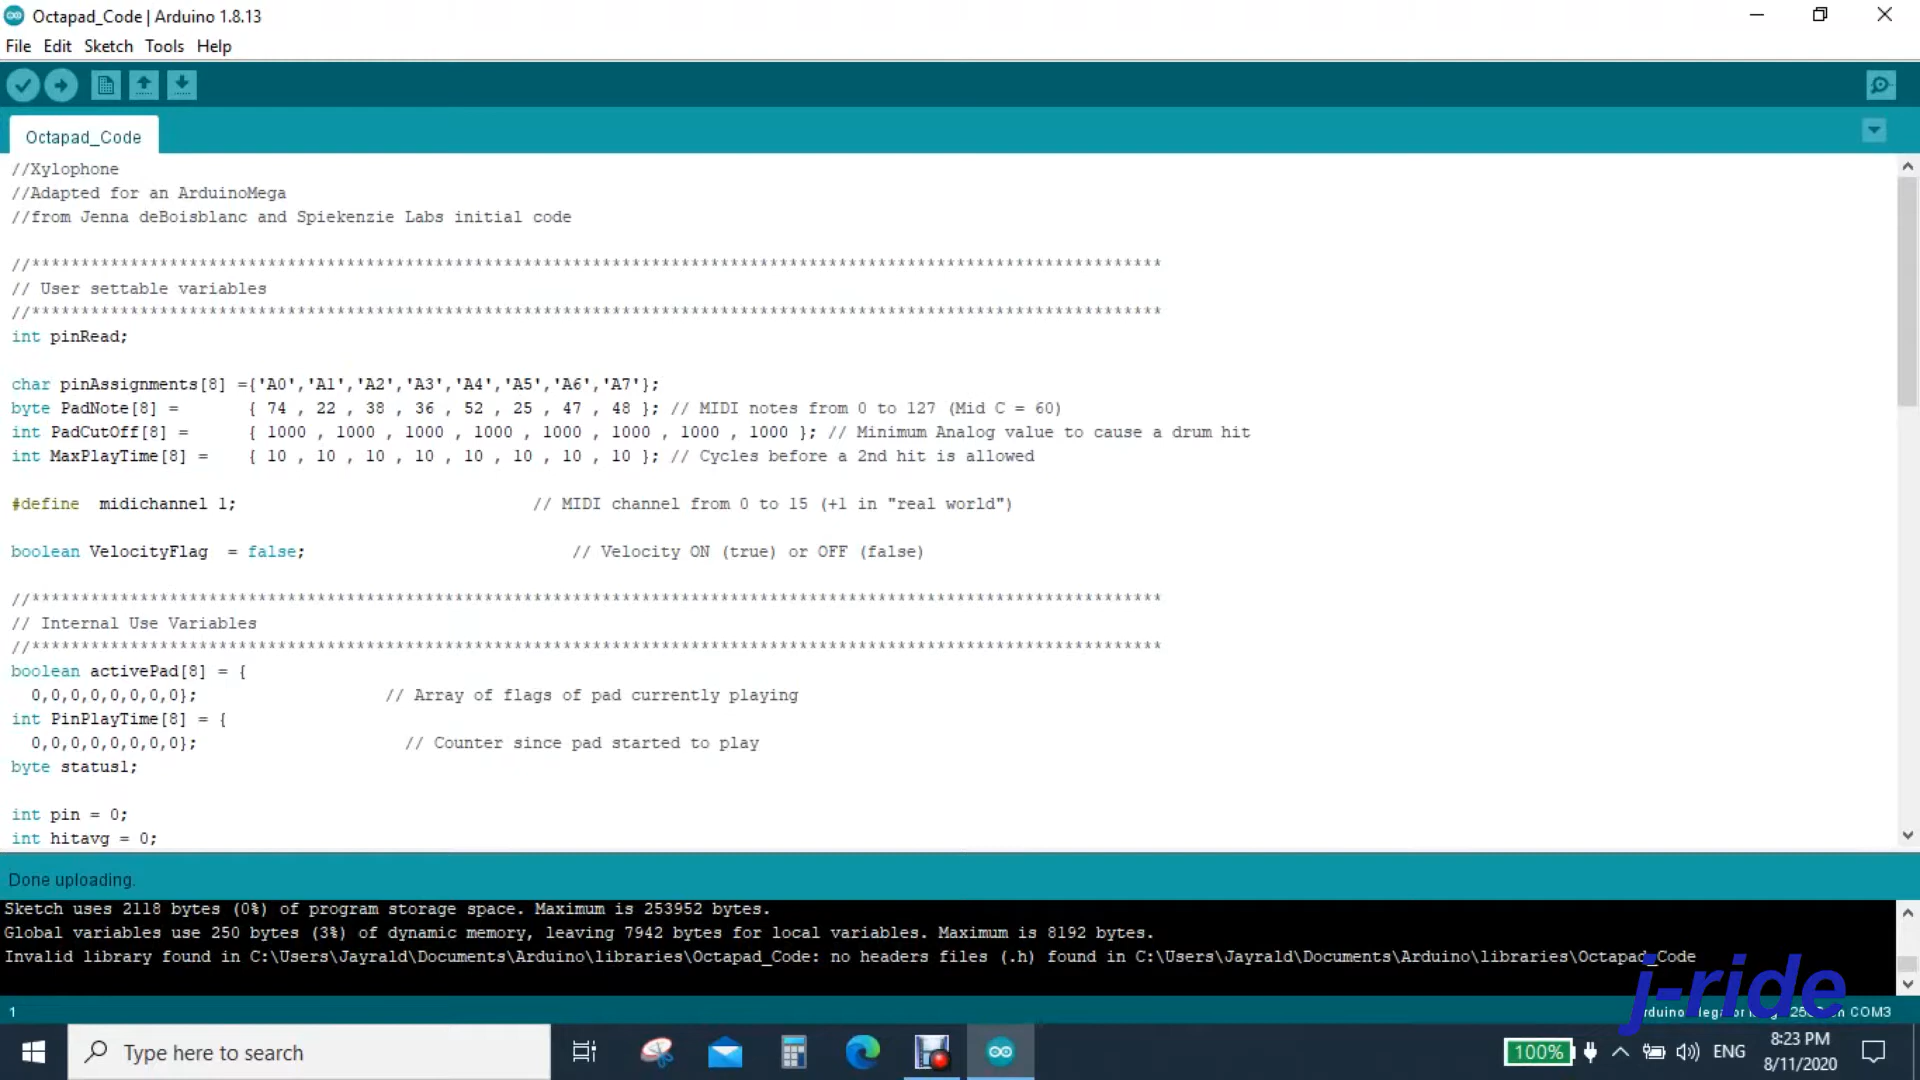 Octapad_Code | Arduino 1.8.13
File Edit Sketch Tools Help
Octapad_Code
//Xylophone
//Adapted for an ArduinoMega
//from Jenna deBoisblanc and Spiekenzie Labs initial code
//*******************************************************************************************************************
// User settable variables
//*******************************************************************************************************************
int pinRead;
char pinAssignments[8] ={'A0','A1','A2','A3','A4','A5','A6','A7'};
byte PadNote[8] = { 74 , 22 , 38 , 36 , 52 , 25 , 47 , 48 }; // MIDI notes from 0 to 127 (Mid C = 60)
int PadCutOff[8] = { 1000 , 1000 , 1000 , 1000 , 1000 , 1000 , 1000 , 1000 }; // Minimum Analog value to cause a drum hit
int MaxPlayTime[8] = { 10 , 10 , 10 , 10 , 10 , 10 , 10 , 10 }; // Cycles before a 2nd hit is allowed
#define midichannel 1; // MIDI channel from 0 to 15 (+1 in "real world")
boolean VelocityFlag = false; // Velocity ON (true) or OFF (false)
//*******************************************************************************************************************
// Internal Use Variables
//*******************************************************************************************************************
boolean activePad[8] = {
0,0,0,0,0,0,0,0}; // Array of flags of pad currently playing
int PinPlayTime[8] = {
0,0,0,0,0,0,0,0}; // Counter since pad started to play
byte status1;
int pin = 0;
int hitavg = 0;
Done uploading.
Sketch uses 2118 bytes (0%) of program storage space. Maximum is 253952 bytes.
Global variables use 250 bytes (3%) of dynamic memory, leaving 7942 bytes for local variables. Maximum is 8192 bytes.
Invalid library found in C:\Users\Jayrald\Documents\Arduino\libraries\Octapad_Code: no headers files (.h) found in C:\Users\Jayrald\Documents\Arduino\libraries\Octapad_Code
j-ride
1 COM3
Type here to search
100% ENG 8:23 PM
8/11/2020